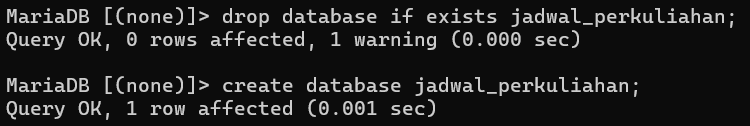 MariaDB [(none)]> drop database if exists jadwal_perkuliahan;
Query OK, 0 rows affected, 1 warning (0.000 sec)
MariaDB [(none)]> create database jadwal_perkuliahan;
Query OK, 1 row affected (0.001 sec)